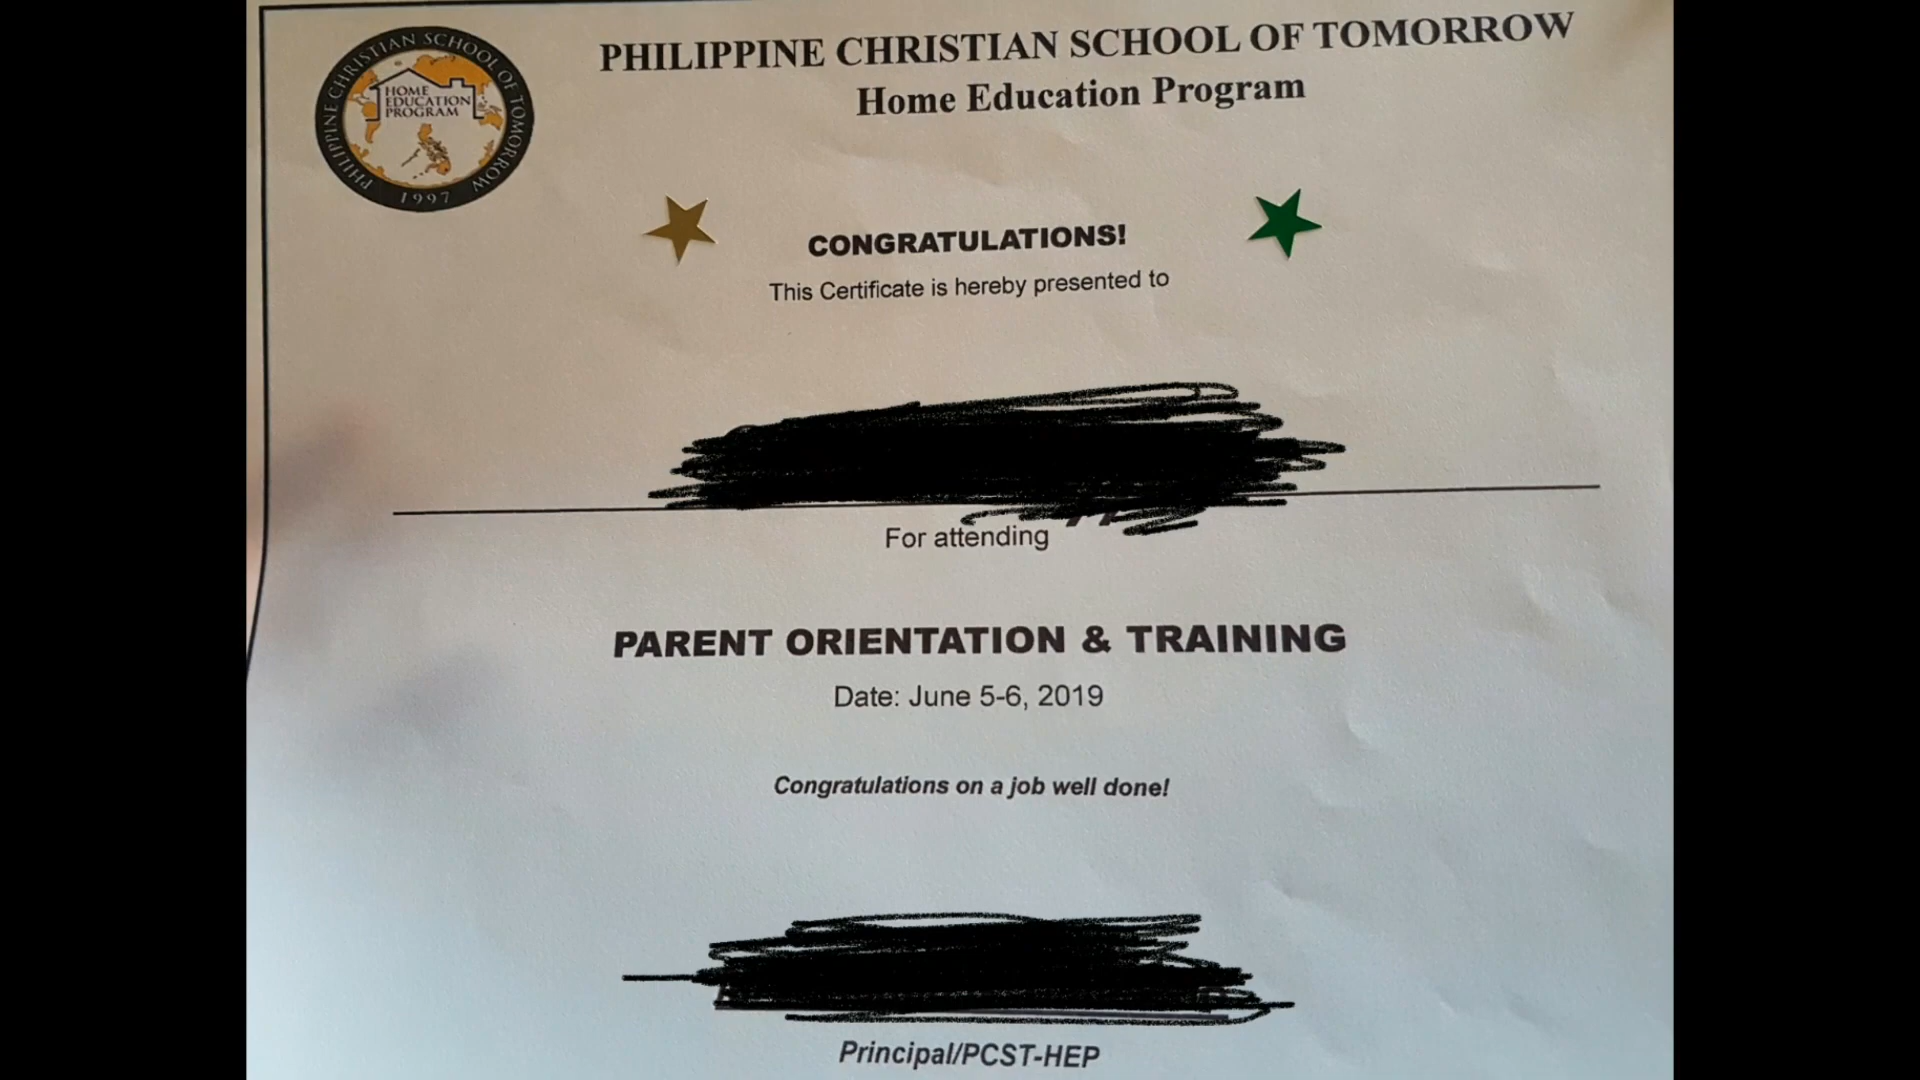 PHILIPPINE CHRISTIAN SCHOOL OF TOMORROW
HOME
EDUCATION
PROGRAM
1997
PHILIPPINE CHRISTIAN SCHOOL OF TOMORROW
Home Education Program
CONGRATULATIONS!
This Certificate is hereby presented to
For attending
PARENT ORIENTATION & TRAINING
Date: June 5-6, 2019
Congratulations on a job well done!
Principal/PCST-HEP